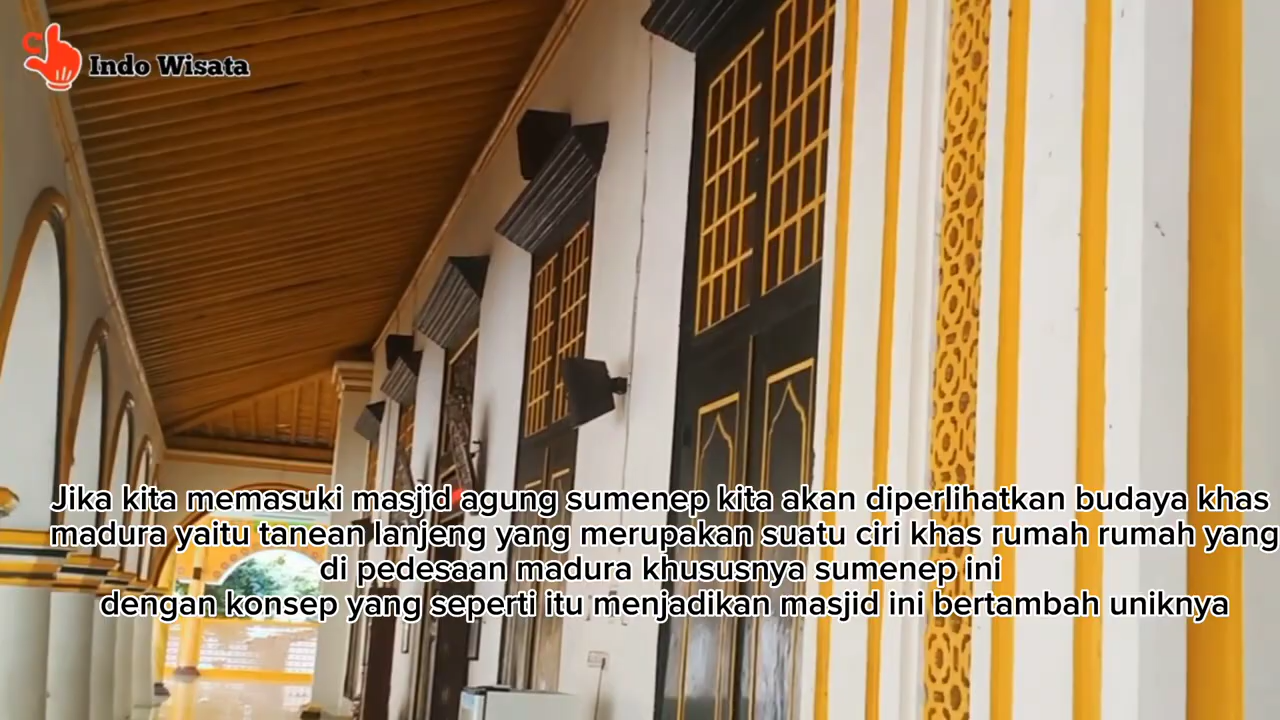 Indo Wisata
Jika kita memasuki masjid agung sumenep kita akan diperlihatkan budaya khas
madura yaitu tanean lanjeng yang merupakan suatu ciri khas rumah rumah yang
di pedesaan madura khususnya sumenep ini
dengan konsep yang seperti itu menjadikan masjid ini bertambah uniknya